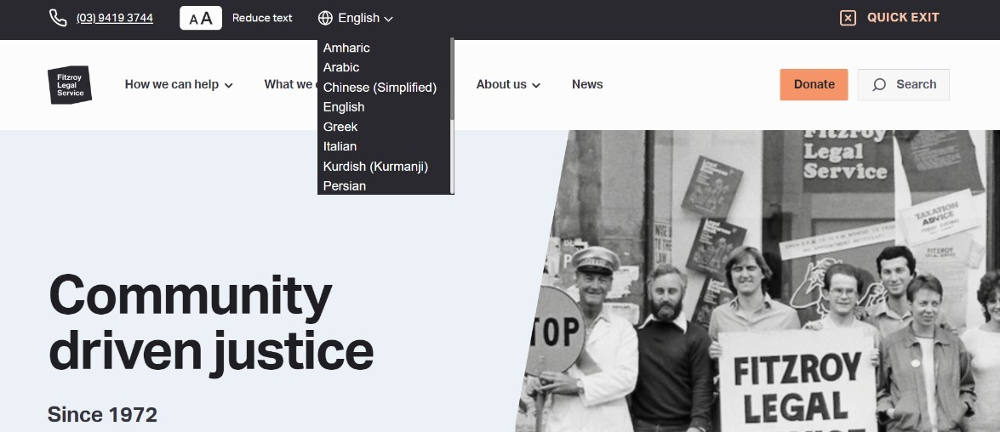 (03) 9419 3744
AA
Reduce text
English
QUICK EXIT
Amharic
Arabic
Chinese (Simplified)
English
Greek
Italian
Kurdish (Kurmanji)
Persian
Fitzroy
Legal
Service
How we can help
What we
About us
News
Donate
Search
Community
driven justice
Since 1972
Fitzroy
Legal
Service
TAXATION
ADVICE
FITZROY
TOP
FITZROY
LEGAL